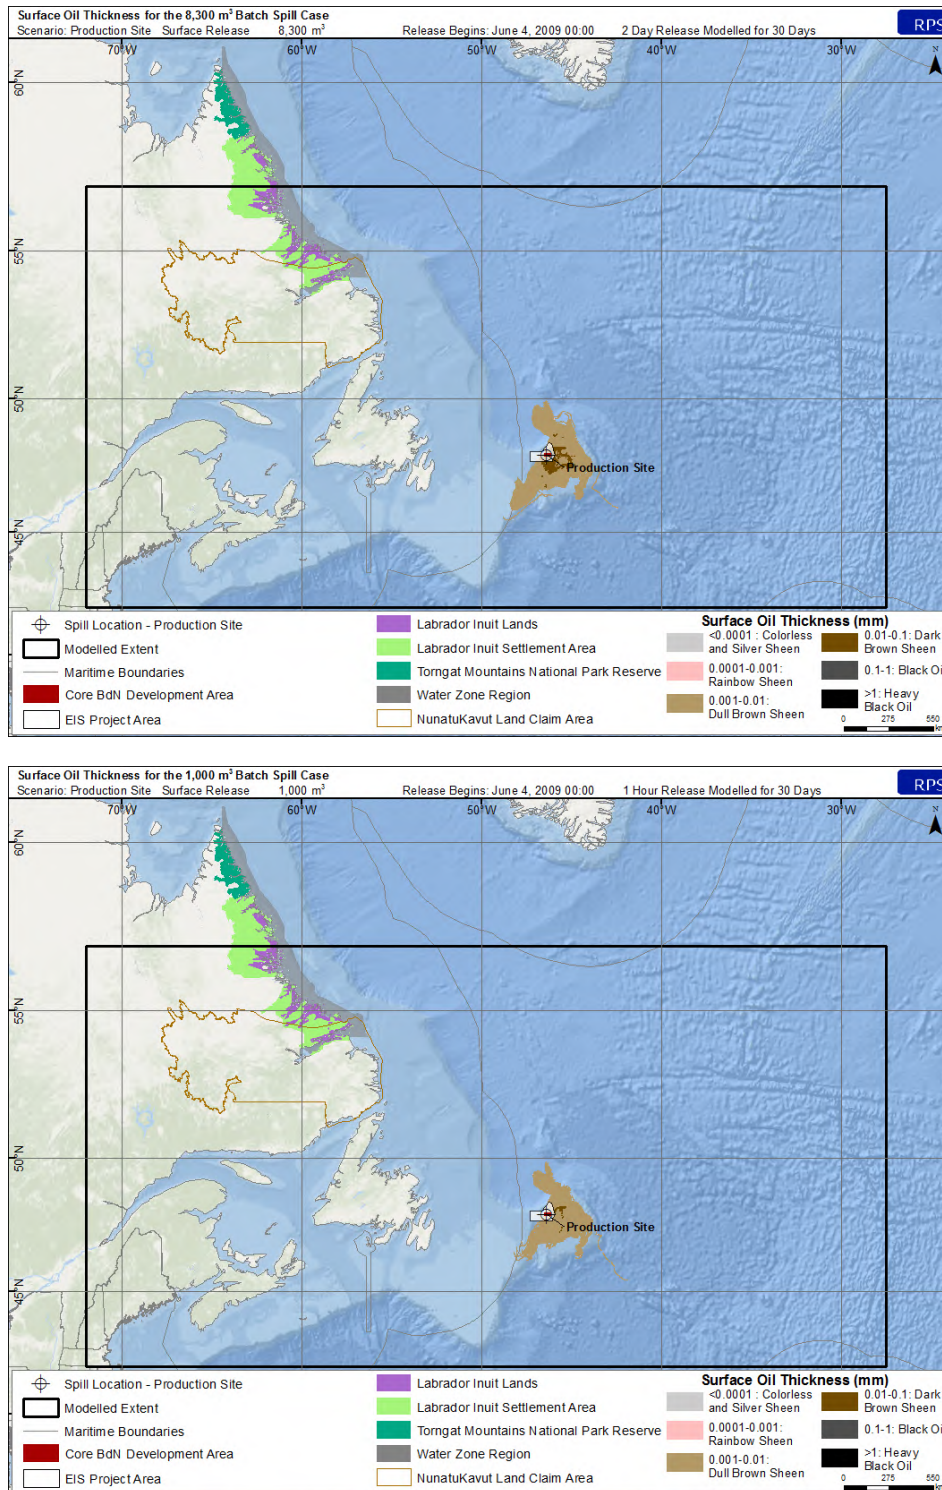 Surface Oil Thickness for the 8,300 m³ Batch Spill Case
Scenario: Production Site Surface Release 8,300 m³ Release Begins: June 4, 2009 00:00 2 Day Release Modelled for 30 Days
RPS
70°W 60°W 50°W 40°W 30°W
N
60°N
55°N
50°N
Production Site
45°N
Spill Location - Production Site
Modelled Extent
Maritime Boundaries
Core BdN Development Area
EIS Project Area
Labrador Inuit Lands
Labrador Inuit Settlement Area
Torngat Mountains National Park Reserve
Water Zone Region
NunatuKavut Land Claim Area
Surface Oil Thickness (mm)
<0.0001 : Colorless
and Silver Sheen
0.0001-0.001:
Rainbow Sheen
0.001-0.01:
Dull Brown Sheen
0.01-0.1: Dark
Brown Sheen
0.1-1: Black Oi
>1: Heavy
Black Oil
0 275 550
Surface Oil Thickness for the 1,000 m³ Batch Spill Case
Scenario: Production Site Surface Release 1,000 m³ Release Begins: June 4, 2009 00:00 1 Hour Release Modelled for 30 Days
RPS
70°W 60°W 50°W 40°W 30°W
N
60°N
55°N
50°N
Production Site
45°N
Spill Location - Production Site
Modelled Extent
Maritime Boundaries
Core BdN Development Area
EIS Project Area
Labrador Inuit Lands
Labrador Inuit Settlement Area
Torngat Mountains National Park Reserve
Water Zone Region
NunatuKavut Land Claim Area
Surface Oil Thickness (mm)
<0.0001 : Colorless
and Silver Sheen
0.0001-0.001:
Rainbow Sheen
0.001-0.01:
Dull Brown Sheen
0.01-0.1: Dark
Brown Sheen
0.1-1: Black Oi
>1: Heavy
Black Oil
0 275 550